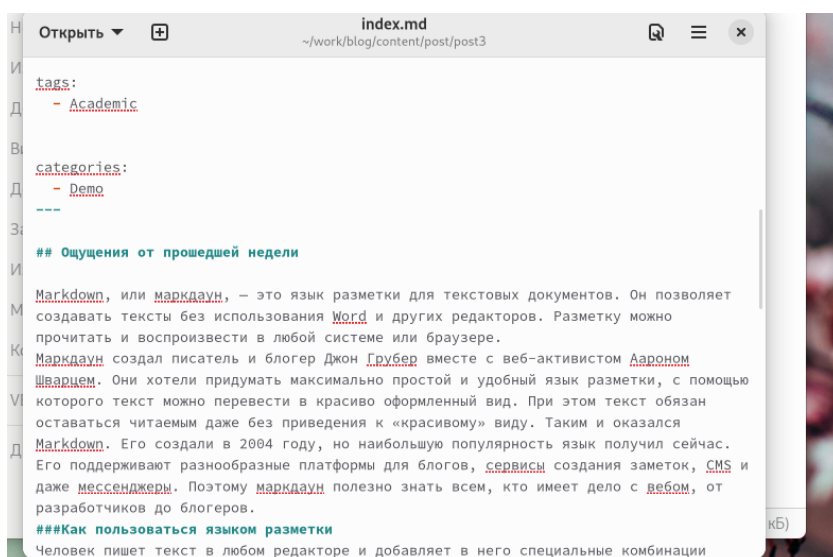 Открыть
index.md
~/work/blog/content/post/post3
tags:
- Academic
categories:
- Demo
---
## Ощущения от прошедшей недели
Markdown, или маркдаун, — это язык разметки для текстовых документов. Он позволяет
создавать тексты без использования Word и других редакторов. Разметку можно
прочитать и воспроизвести в любой системе или браузере.
Маркдаун создал писатель и блогер Джон Грубер вместе с веб-активистом Аароном
Шварцем. Они хотели придумать максимально простой и удобный язык разметки, с помощью
которого текст можно перевести в красиво оформленный вид. При этом текст обязан
оставаться читаемым даже без приведения к «красивому» виду. Таким и оказался
Markdown. Его создали в 2004 году, но наибольшую популярность язык получил сейчас.
Его поддерживают разнообразные платформы для блогов, сервисы создания заметок, CMS и
даже мессенджеры. Поэтому маркдаун полезно знать всем, кто имеет дело с вебом, от
разработчиков до блогеров.
###Как пользоваться языком разметки
Человек пишет текст в любом редакторе и добавляет в него специальные комбинации
кБ)